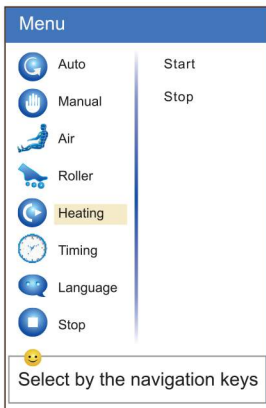 Menu
Auto
Manual
Air
Roller
Heating
Timing
Language
Stop
Start
Stop
Select by the navigation keys